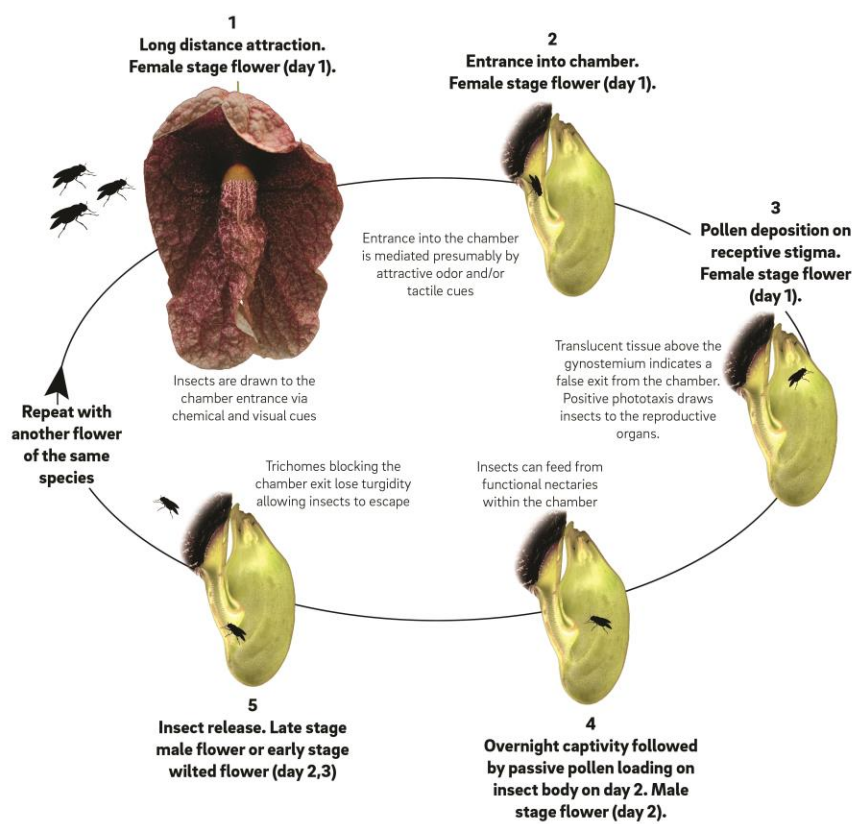 1
Long distance attraction.
Female stage flower (day 1).
2
Entrance into chamber.
Female stage flower (day 1).
3
Pollen deposition on
receptive stigma.
Female stage flower
(day 1).
Entrance into the chamber
is mediated presumably by
attractive odor and/or
tactile cues
Translucent tissue above the
gynostemium indicates a
false exit from the chamber.
Positive phototaxis draws
insects to the reproductive
organs.
Insects are drawn to the
chamber entrance via
chemical and visual cues
Repeat with
another flower
of the same
species
Trichomes blocking the
chamber exit lose turgidity
allowing insects to escape
Insects can feed from
functional nectaries
within the chamber
5
Insect release. Late stage
male flower or early stage
wilted flower (day 2,3)
4
Overnight captivity followed
by passive pollen loading on
insect body on day 2. Male
stage flower (day 2).